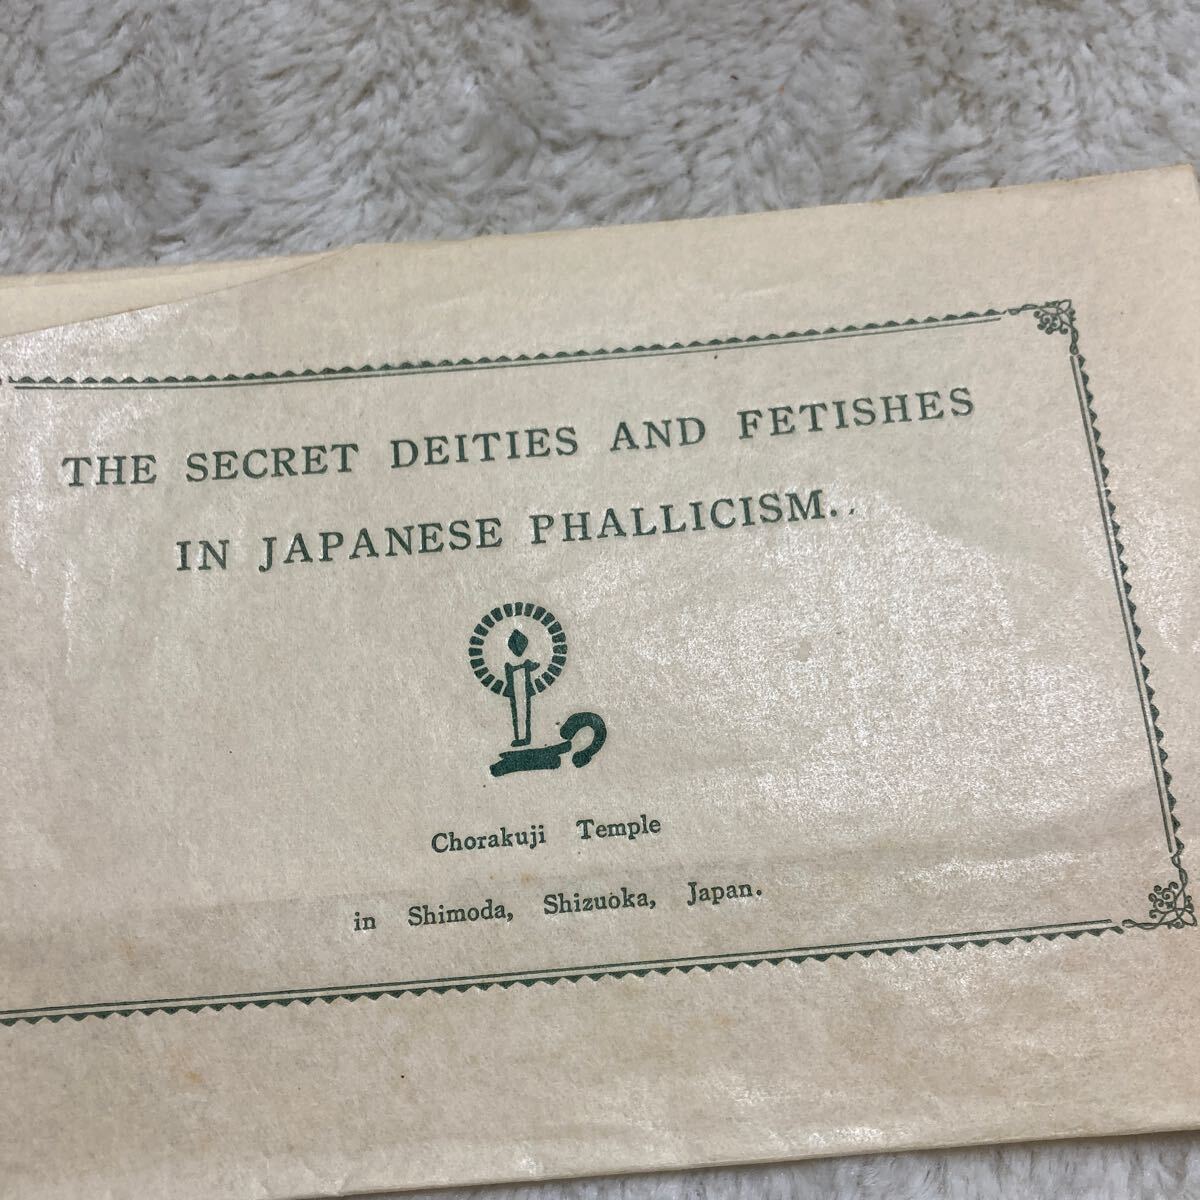 THE SECRET DEITIES AND FETISHES
IN JAPANESE PHALLICISM.
Chorakuji Temple
in Shimoda, Shizuoka, Japan.